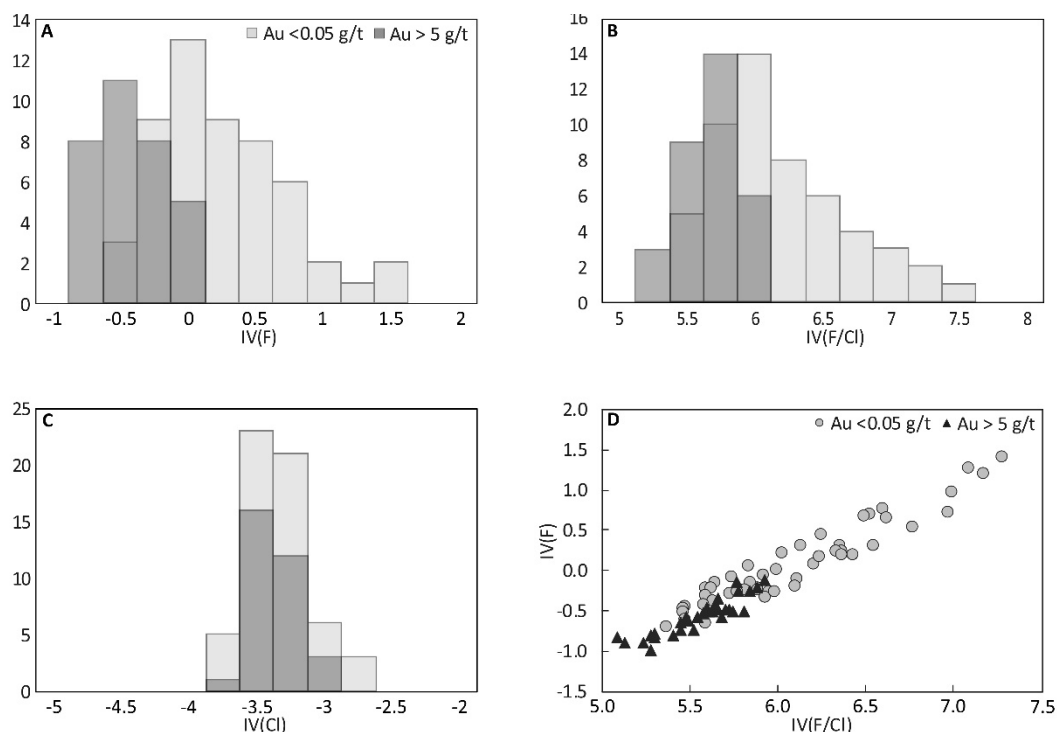 A
Au <0.05 g/t Au > 5 g/t
14
12
10
8
6
4
2
0
-1 -0.5 0 0.5 1 1.5 2
IV(F)
B
16
14
12
10
8
6
4
2
0
5 5.5 6 6.5 7 7.5 8
IV(F/Cl)
C
25
20
15
10
5
0
-5 -4.5 -4 -3.5 -3 -2.5 -2
IV(Cl)
D
Au <0.05 g/t Au > 5 g/t
2.0
1.5
1.0
0.5
0.0
-0.5
-1.0
-1.5
IV(F)
5.0 5.5 6.0 6.5 7.0 7.5
IV(F/Cl)